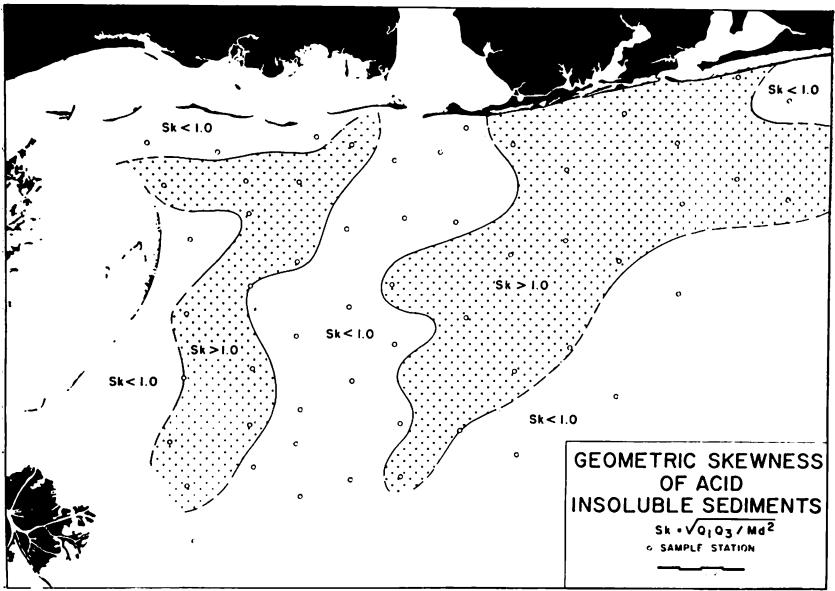 Sk < 1.0
Sk < 1.0
Sk > 1.0
Sk < 1.0
Sk > 1.0
Sk < 1.0
Sk < 1.0
GEOMETRIC SKEWNESS
OF ACID
INSOLUBLE SEDIMENTS
Sk = √Q₁Q₃ / Md²
SAMPLE STATION